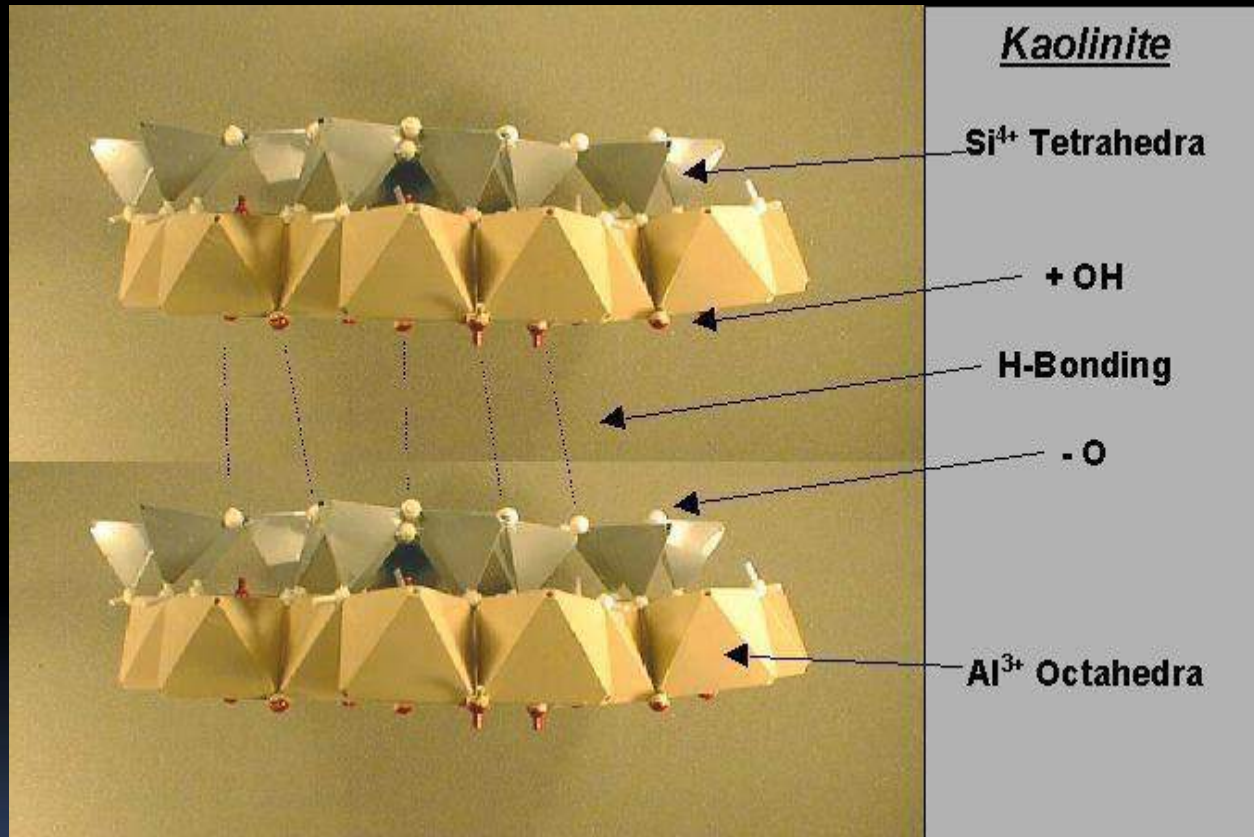 Kaolinite
Si⁴⁺ Tetrahedra
+ OH
H-Bonding
- O
Al³⁺ Octahedra